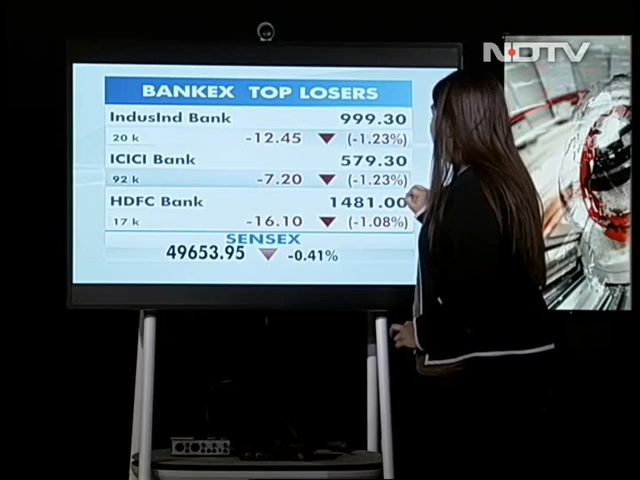 NDTV
BANKEX TOP LOSERS
IndusInd Bank 999.30
20 k -12.45 (-1.23%)
ICICI Bank 579.30
92 k -7.20 (-1.23%)
HDFC Bank 1481.00
17 k -16.10 (-1.08%)
SENSEX
49653.95 -0.41%